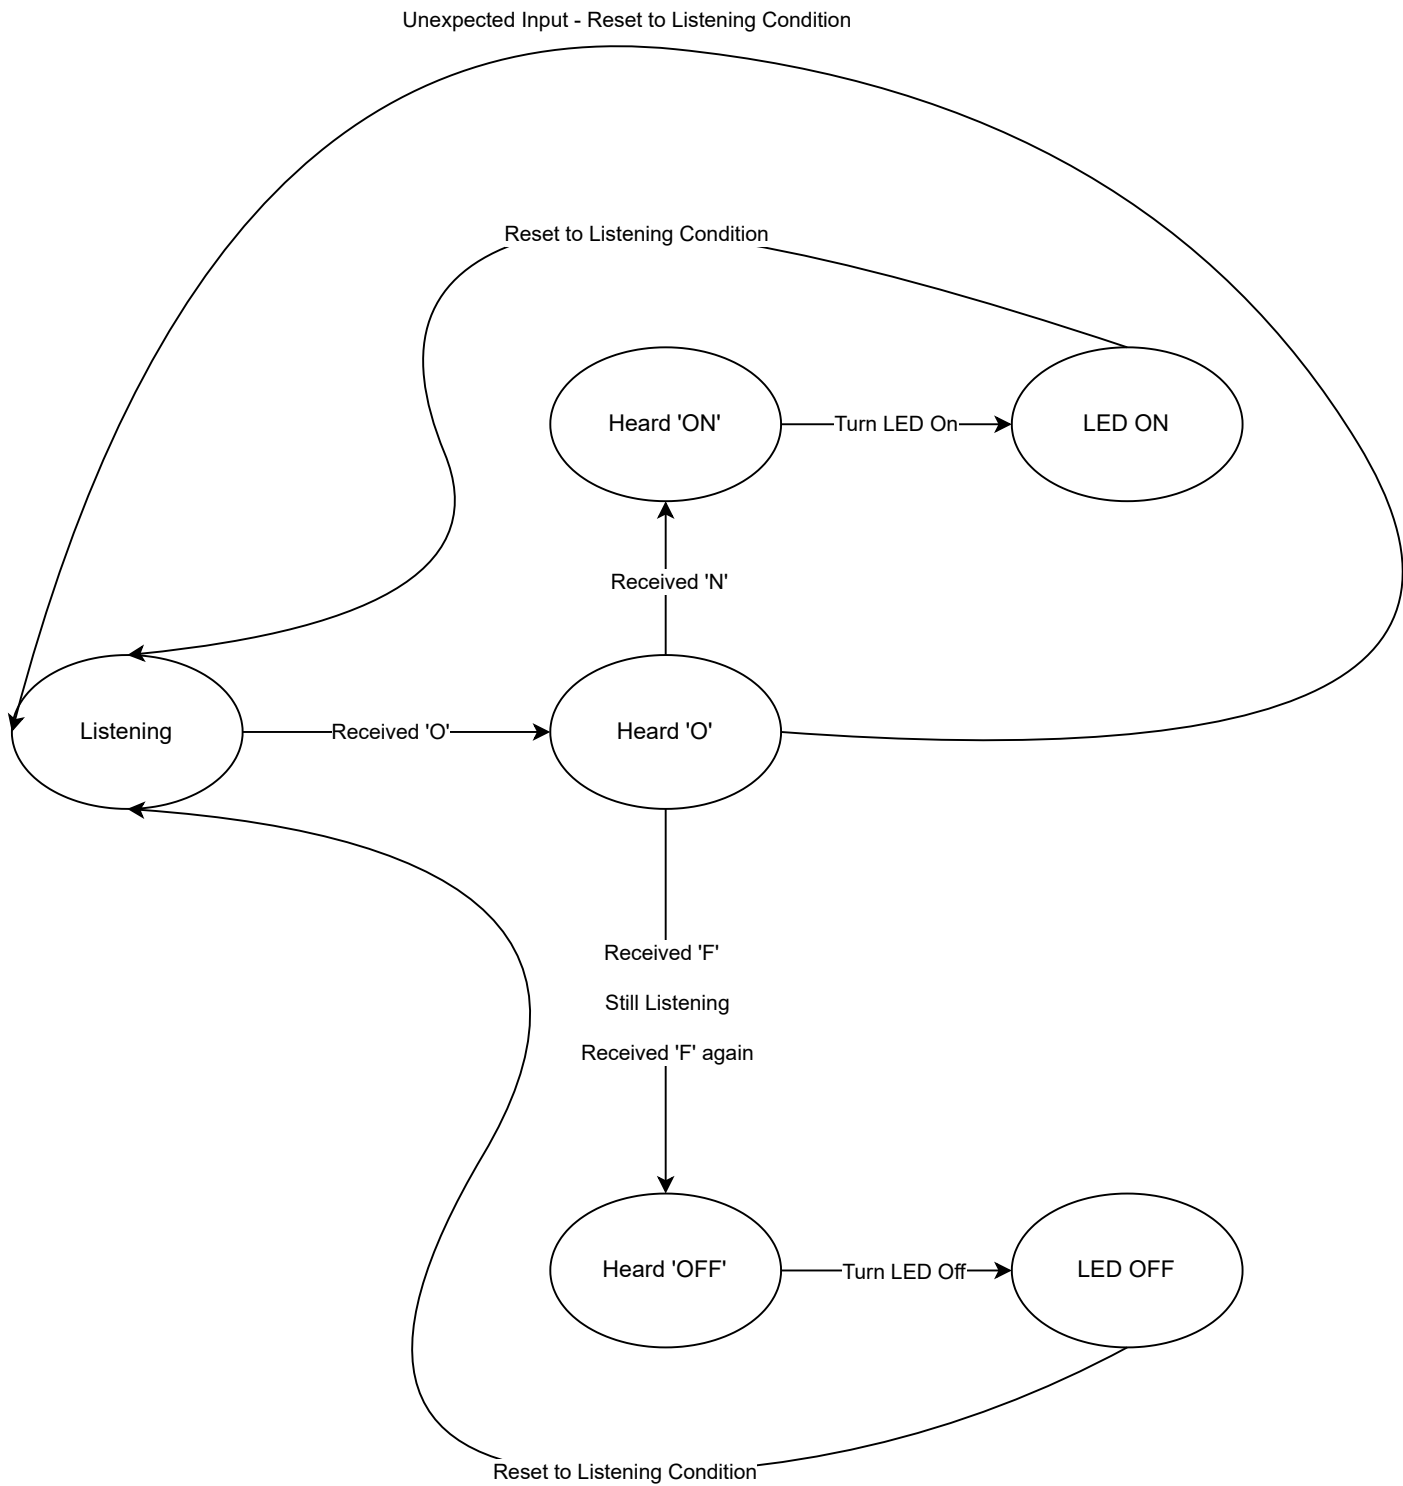 Unexpected Input - Reset to Listening Condition
Reset to Listening Condition
Heard 'ON'
Turn LED On
LED ON
Received 'N'
Listening
Received 'O'
Heard 'O'
Received 'F'
Still Listening
Received 'F' again
Heard 'OFF'
Turn LED Off
LED OFF
Reset to Listening Condition